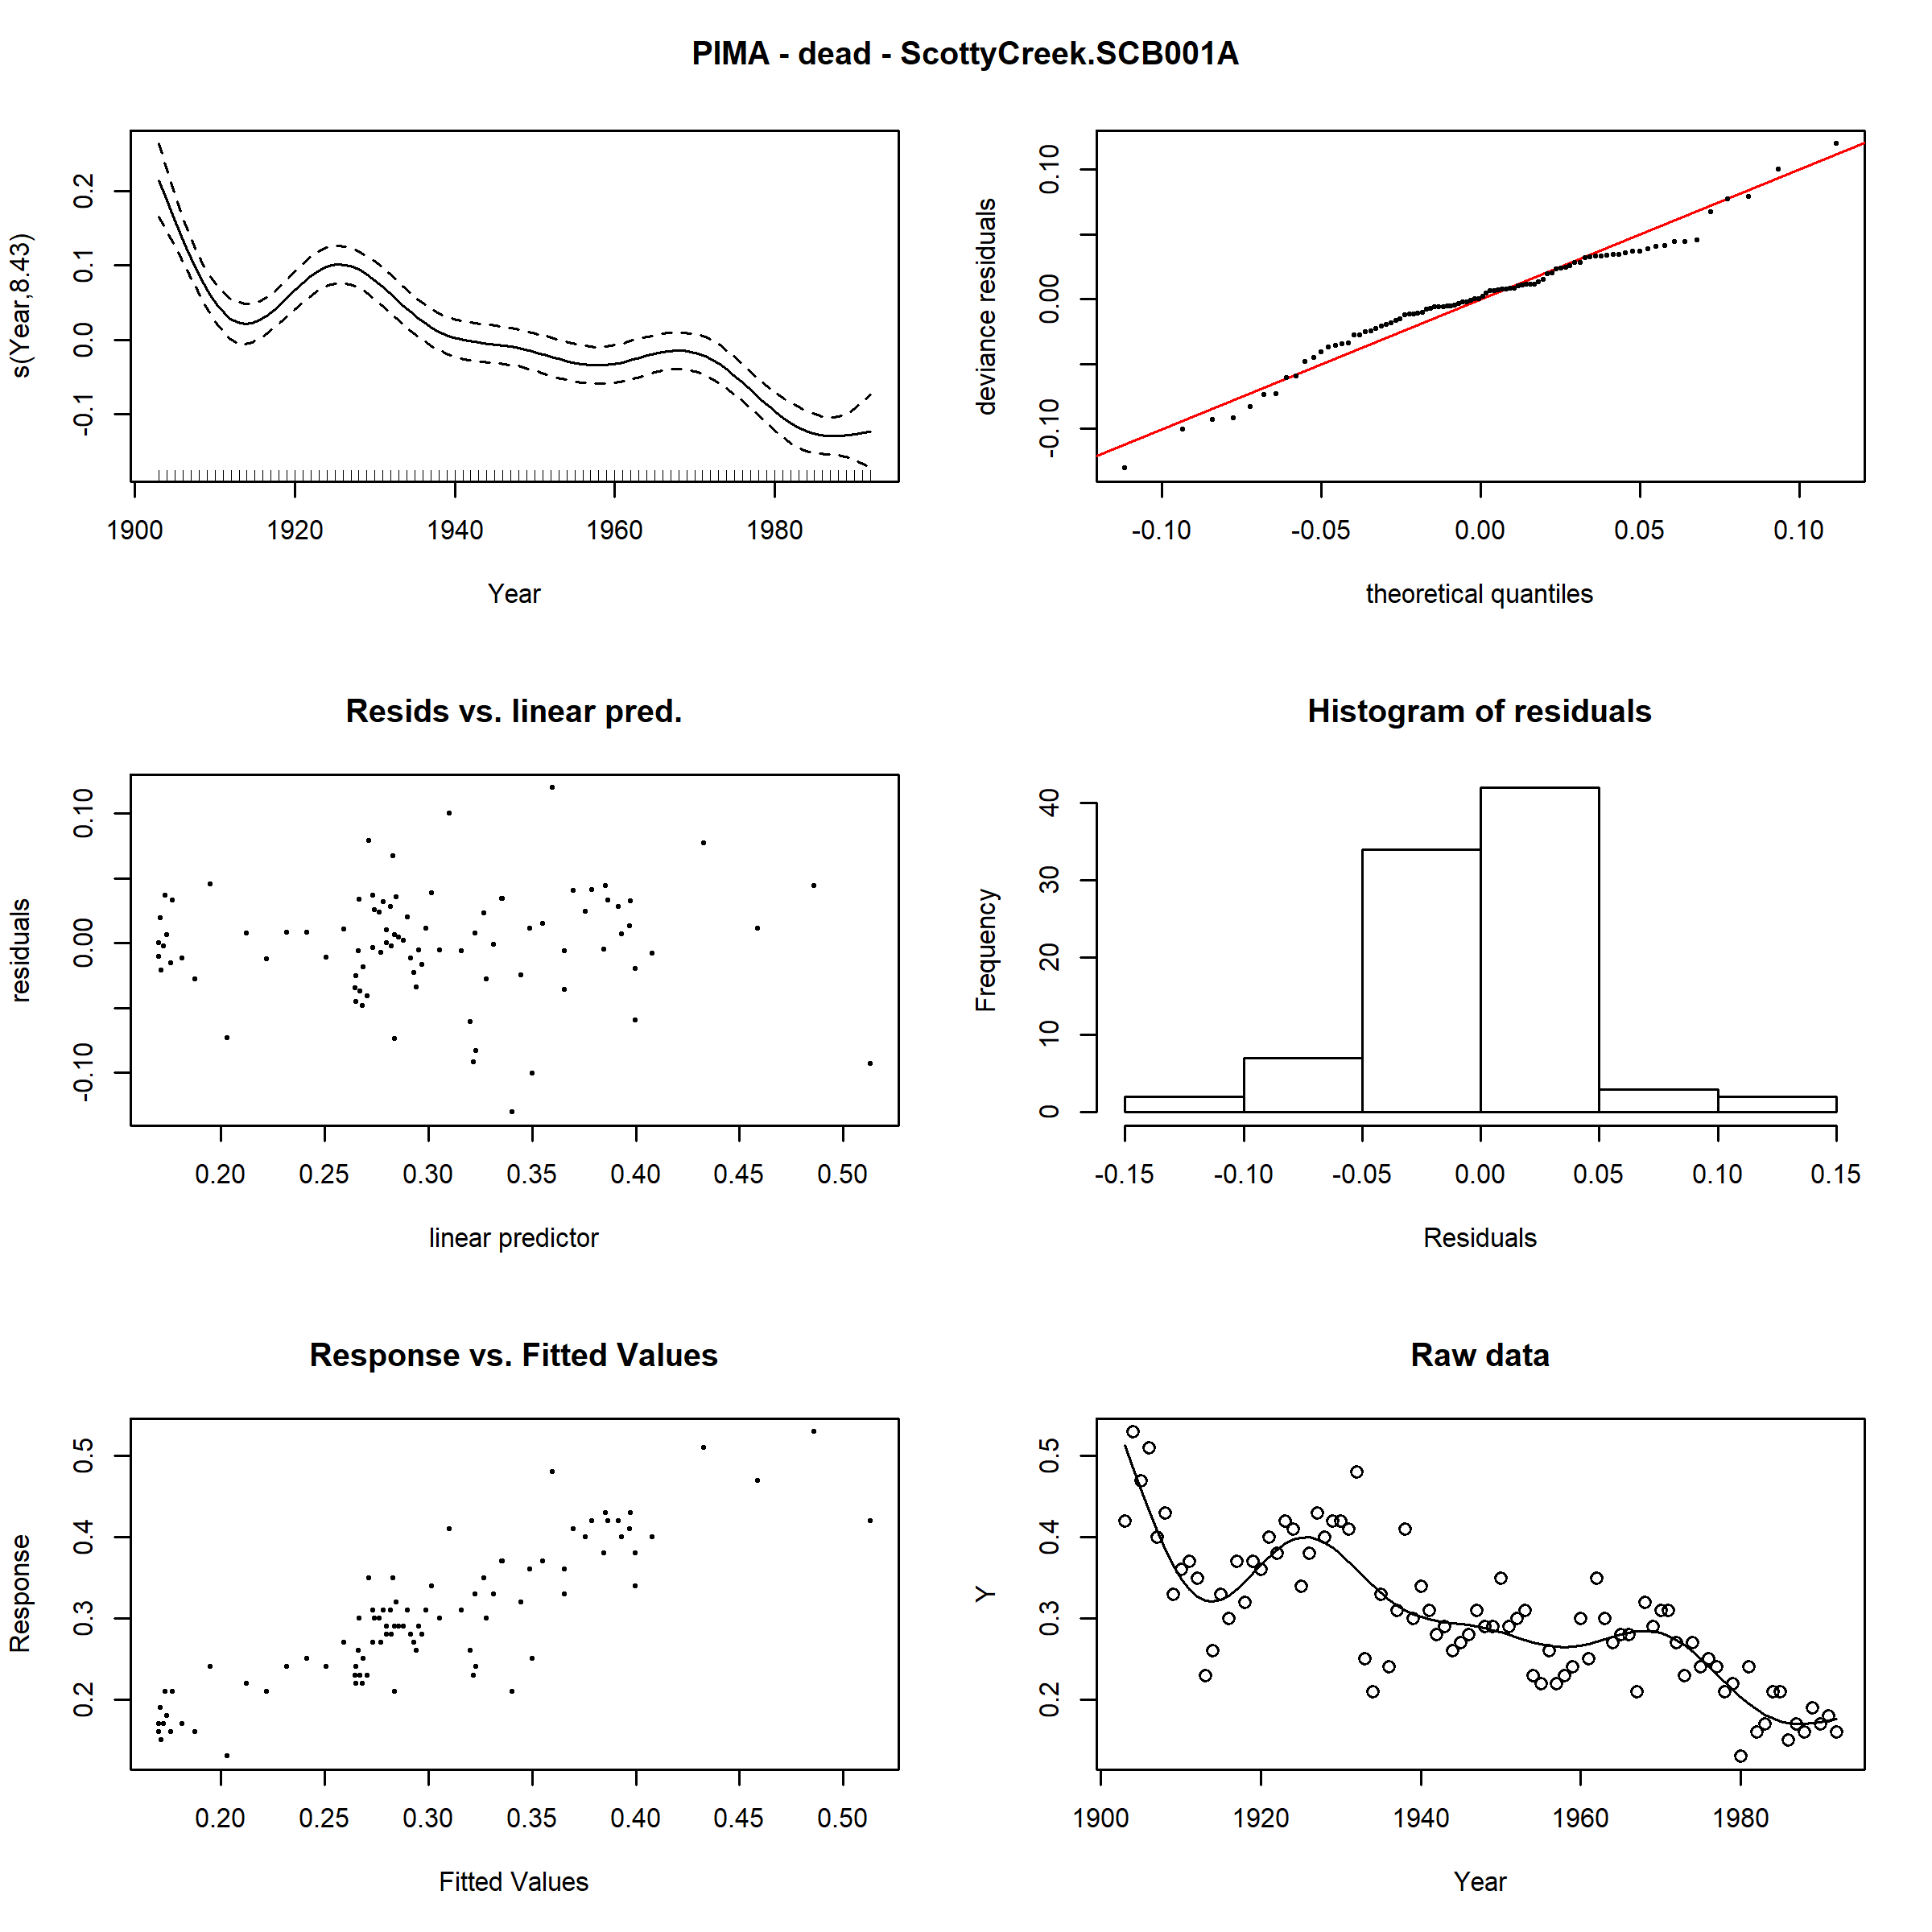 PIMA - dead - ScottyCreek.SCB001A
s(Year,8.43)
0.2
0.1
0.0
-0.1
1900 1920 1940 1960 1980
Year
deviance residuals
0.10
0.00
-0.10
-0.10 -0.05 0.00 0.05 0.10
theoretical quantiles
Resids vs. linear pred.
residuals
0.10
0.00
-0.10
0.20 0.25 0.30 0.35 0.40 0.45 0.50
linear predictor
Histogram of residuals
Frequency
40
30
20
10
0
-0.15 -0.10 -0.05 0.00 0.05 0.10 0.15
Residuals
Response vs. Fitted Values
Response
0.5
0.4
0.3
0.2
0.20 0.25 0.30 0.35 0.40 0.45 0.50
Fitted Values
Raw data
Y
0.5
0.4
0.3
0.2
1900 1920 1940 1960 1980
Year